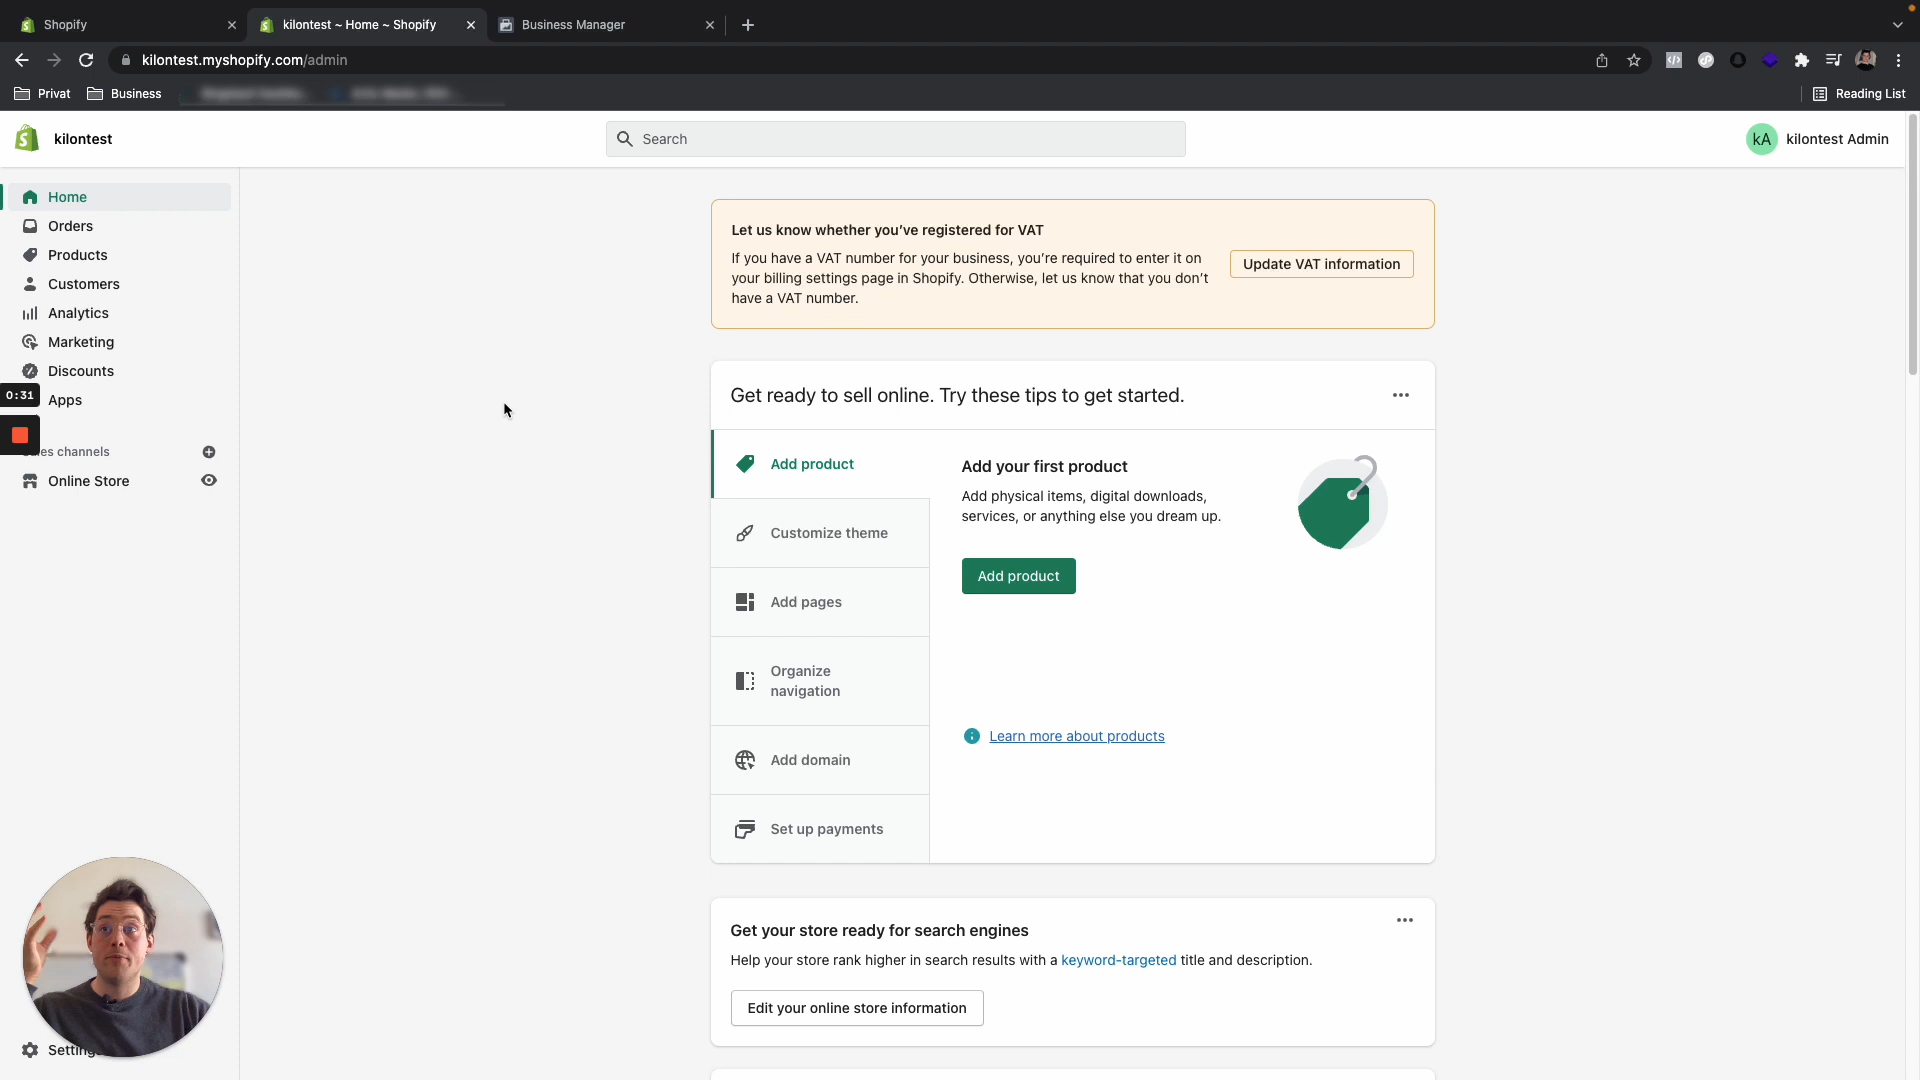 Shopify
kilontest ~ Home ~ Shopify
Business Manager
kilontest.myshopify.com/admin
Privat
Business
Reading List
kilontest
Search
kA
kilontest Admin
Home
Orders
Products
Customers
Analytics
Marketing
Discounts
0:31
Apps
es channels
Online Store
Settings
Let us know whether you've registered for VAT
If you have a VAT number for your business, you're required to enter it on
your billing settings page in Shopify. Otherwise, let us know that you don't
have a VAT number.
Update VAT information
Get ready to sell online. Try these tips to get started.
Add product
Customize theme
Add pages
Organize
navigation
Add domain
Set up payments
Add your first product
Add physical items, digital downloads,
services, or anything else you dream up.
Add product
Learn more about products
Get your store ready for search engines
Help your store rank higher in search results with a keyword-targeted title and description.
Edit your online store information